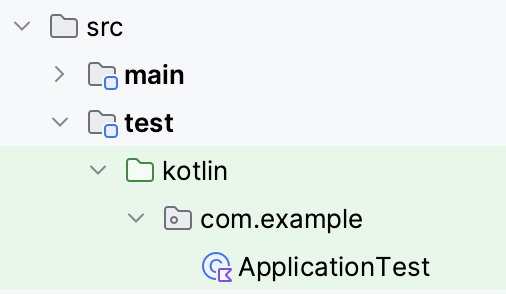 src
main
test
kotlin
com.example
ApplicationTest